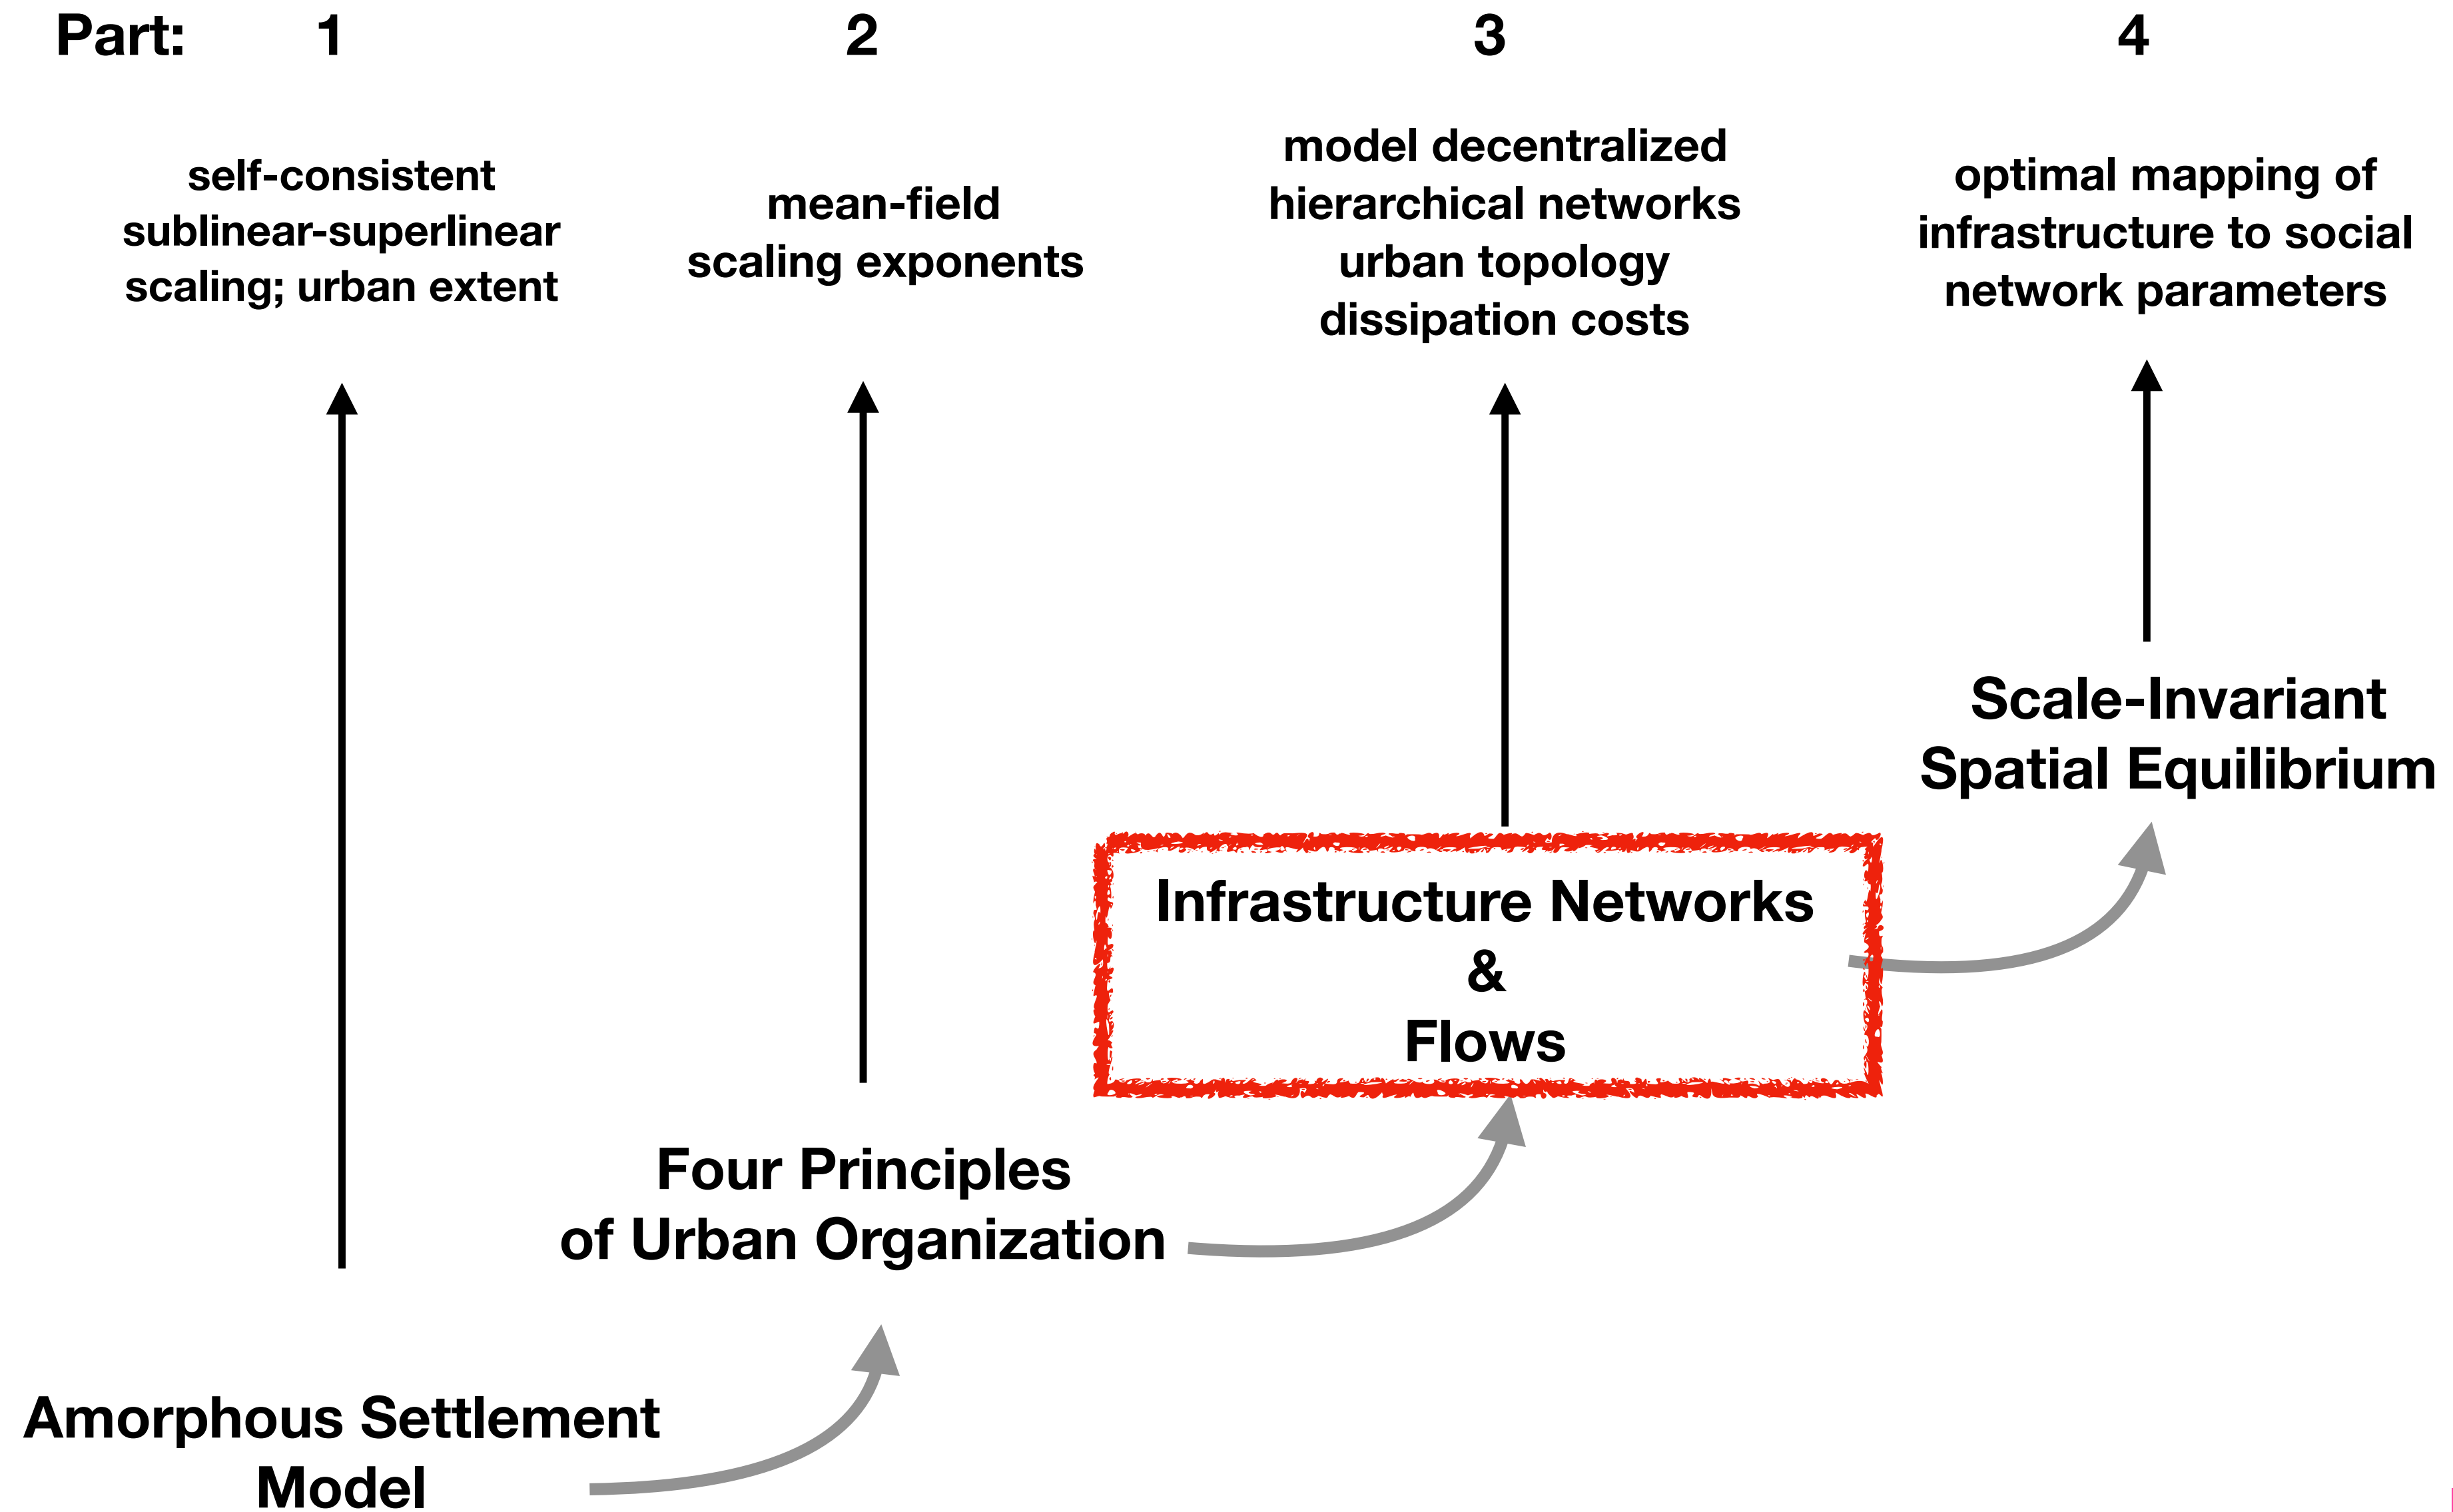 Part: 1 2 3 4
self-consistent
sublinear-superlinear
scaling; urban extent
mean-field
scaling exponents
model decentralized
hierarchical networks
urban topology
dissipation costs
optimal mapping of
infrastructure to social
network parameters
Scale-Invariant
Spatial Equilibrium
Infrastructure Networks
&
Flows
Four Principles
of Urban Organization
Amorphous Settlement
Model